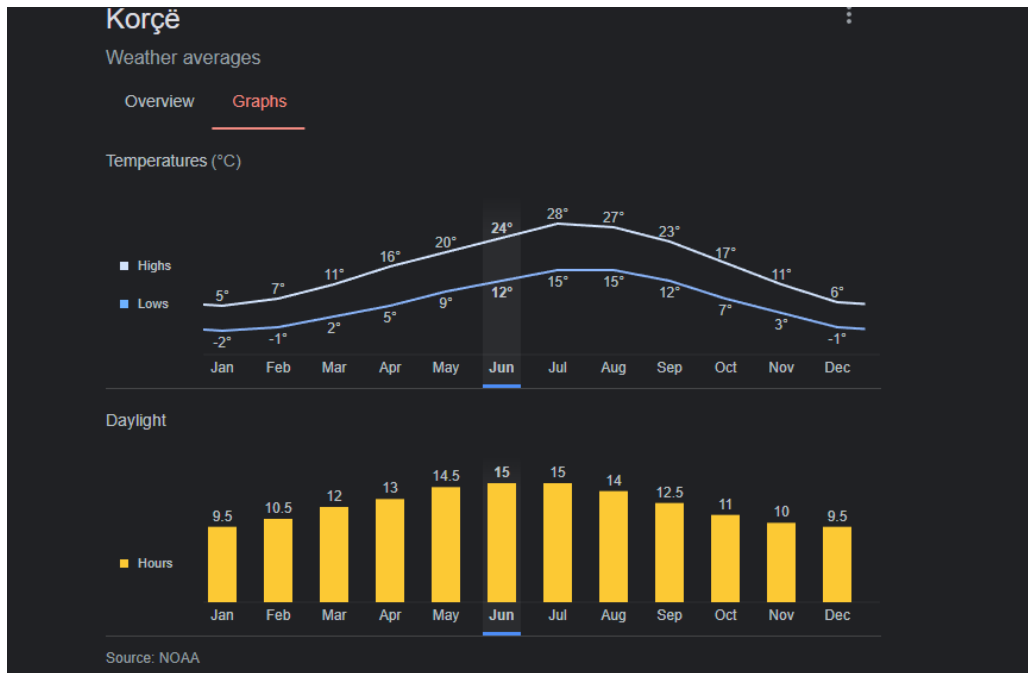 Korçë
Weather averages
Overview Graphs
Temperatures (°C)
Highs
Lows
5° 7° 11° 16° 20° 24° 28° 27° 23° 17° 11° 6°
-2° -1° 2° 5° 9° 12° 15° 15° 12° 7° 3° -1°
Jan Feb Mar Apr May Jun Jul Aug Sep Oct Nov Dec
Daylight
9.5 10.5 12 13 14.5 15 15 14 12.5 11 10 9.5
Hours
Jan Feb Mar Apr May Jun Jul Aug Sep Oct Nov Dec
Source: NOAA